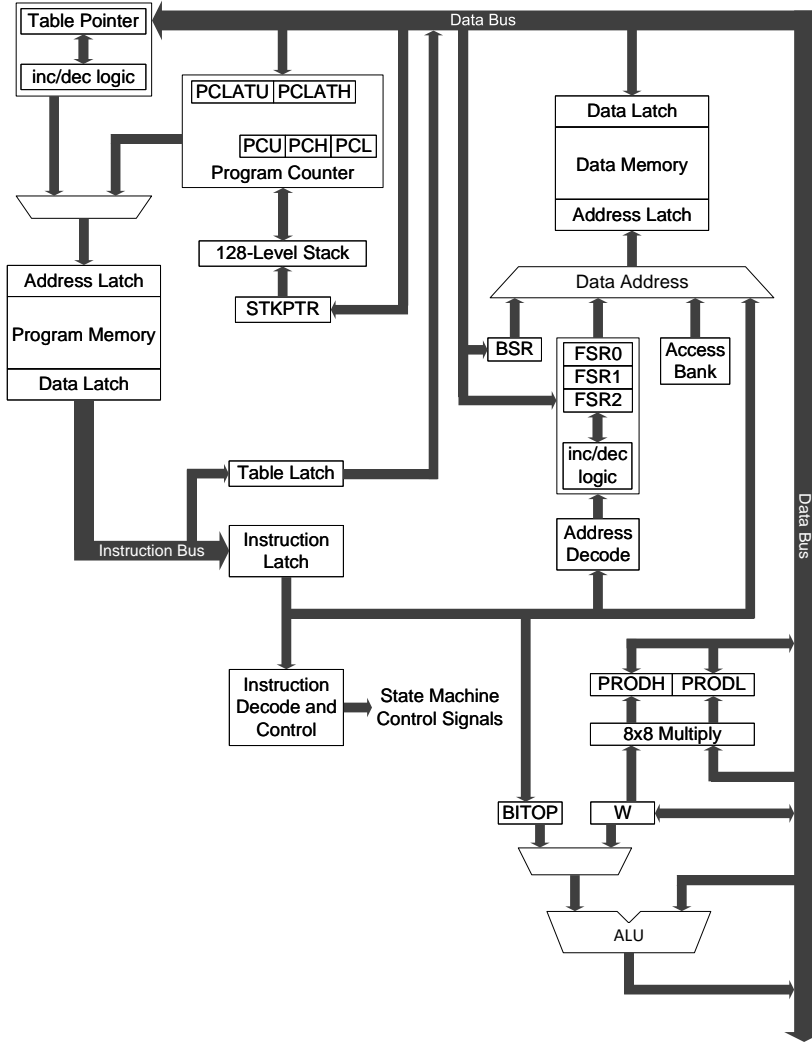 Data Bus
Table Pointer
inc/dec logic
PCLATU PCLATH
PCU PCH PCL
Program Counter
128-Level Stack
STKPTR
Data Latch
Data Memory
Address Latch
Data Address
Address Latch
Program Memory
Data Latch
BSR
FSR0
FSR1
FSR2
inc/dec
logic
Access
Bank
Table Latch
Instruction Bus
Instruction
Latch
Address
Decode
Data Bus
Instruction
Decode and
Control
State Machine
Control Signals
PRODH PRODL
8x8 Multiply
BITOP
W
ALU